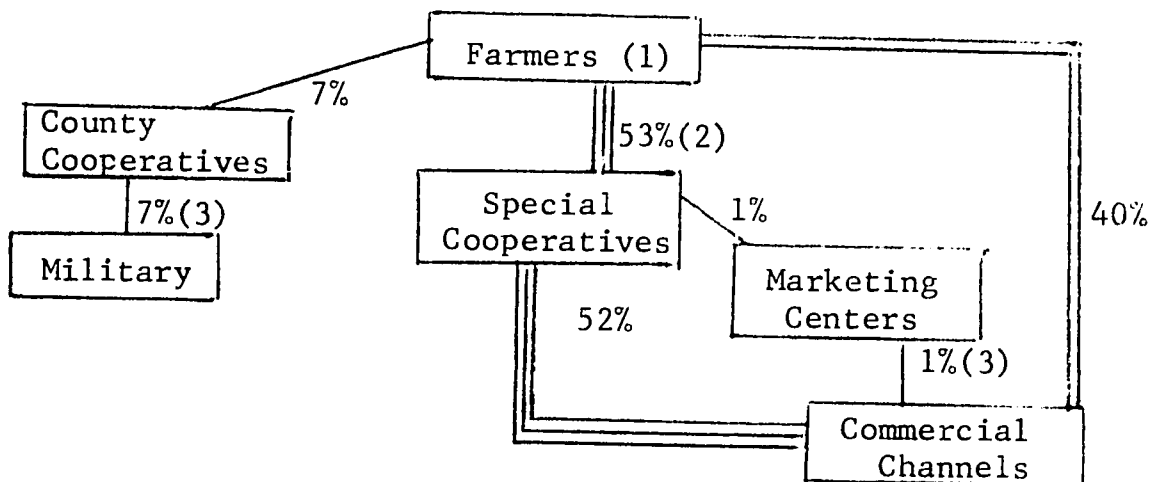 Farmers (1)
7%
County
Cooperatives
53%(2)
Special
Cooperatives
1%
40%
7%(3)
Military
Marketing
Centers
52%
1%(3)
Commercial
Channels